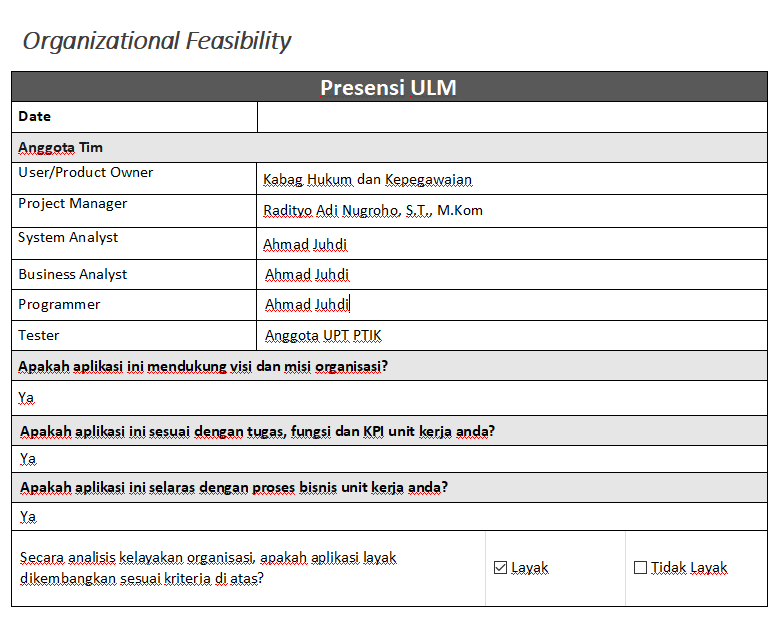 Organizational Feasibility
Presensi ULM
Date
Anggota Tim
User/Product Owner
Kabag Hukum dan Kepegawaian
Project Manager
Radityo Adi Nugroho, S.T., M.Kom
System Analyst
Ahmad Juhdi
Business Analyst
Ahmad Juhdi
Programmer
Ahmad Juhdi
Tester
Anggota UPT PTIK
Apakah aplikasi ini mendukung visi dan misi organisasi?
Ya
Apakah aplikasi ini sesuai dengan tugas, fungsi dan KPI unit kerja anda?
Ya
Apakah aplikasi ini selaras dengan proses bisnis unit kerja anda?
Ya
Secara analisis kelayakan organisasi, apakah aplikasi layak
dikembangkan sesuai kriteria di atas?
☑ Layak
☐ Tidak Layak